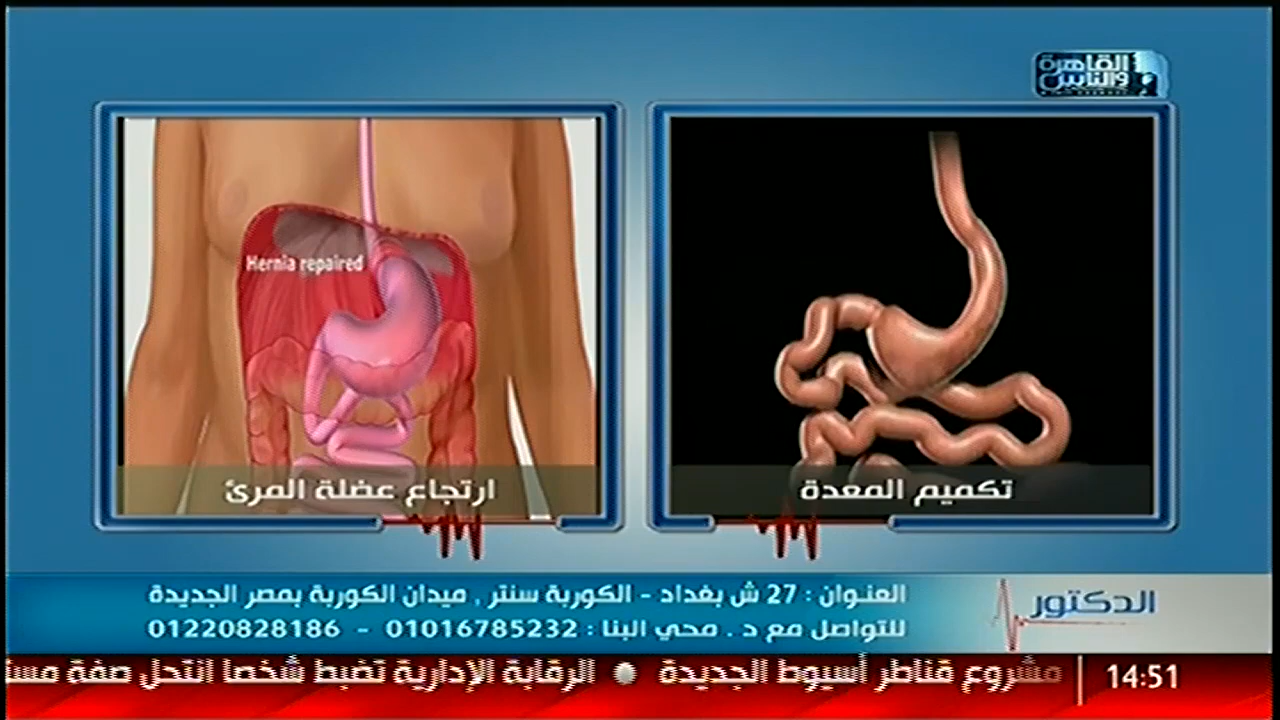 القاهرة
والناس
Hernia repaired
تكميم المعدة
ارتجاع عضلة المرئ
العنوان : 27 ش بغداد - الكوربة سنتر , ميدان الكوربة بمصر الجديدة
للتواصل مع د . محي البنا : 01016785232 - 01220828186
الدكتور
14:51
مشروع قناطر أسيوط الجديدة ● الرقابة الإدارية تضبط شخصا انتحل صفة